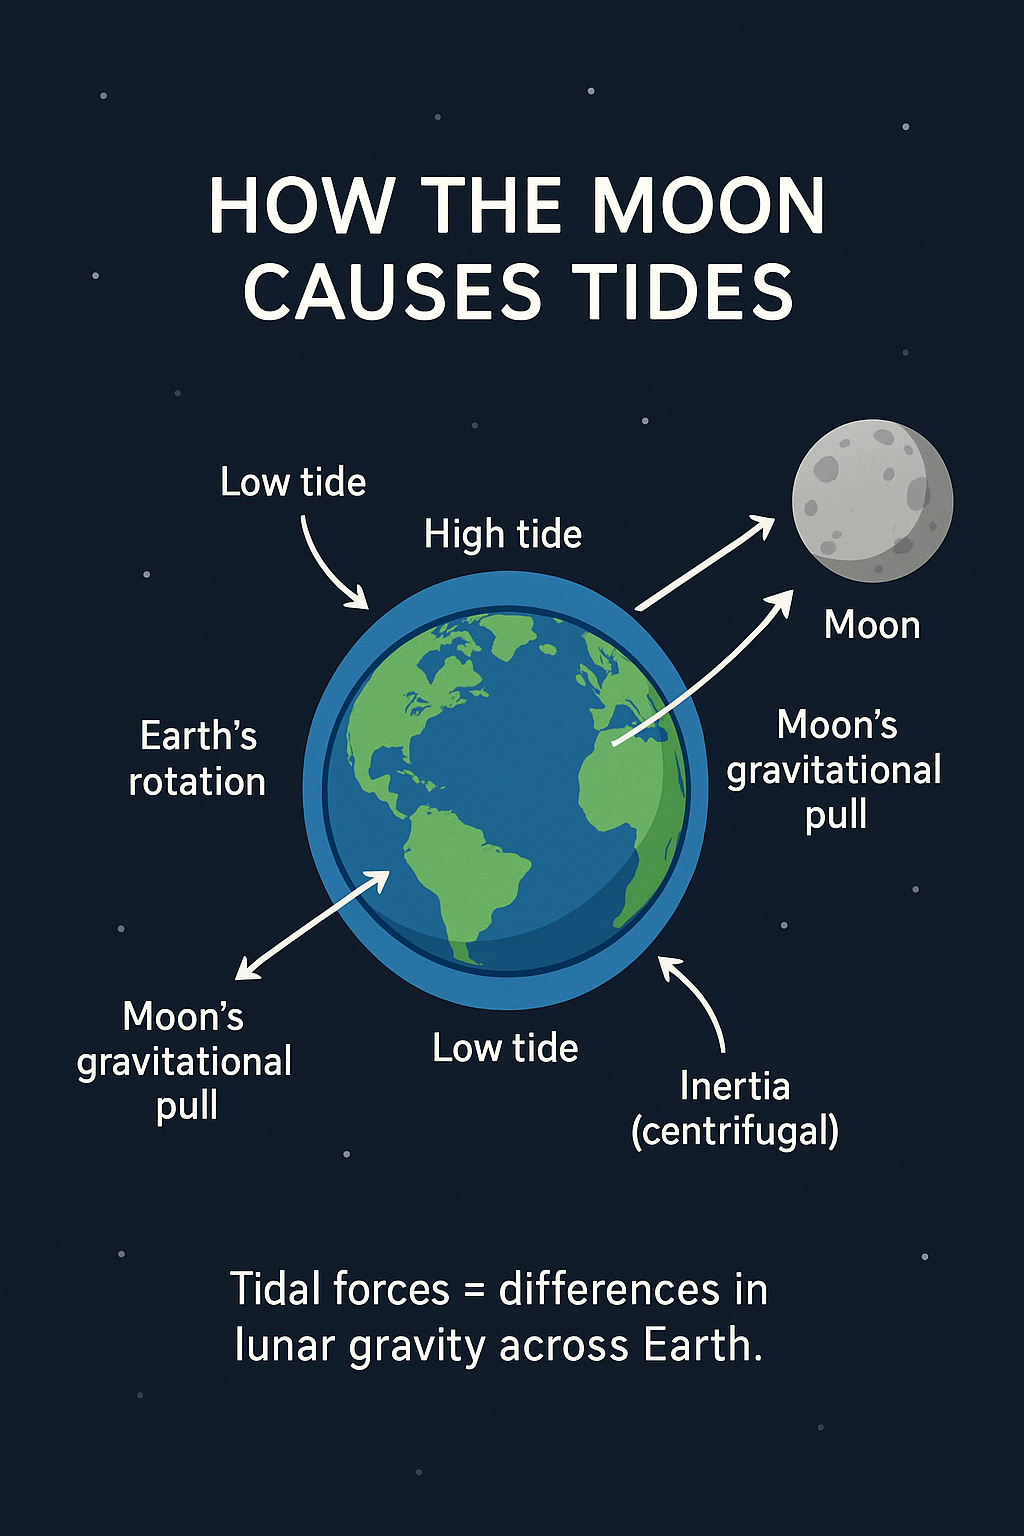 HOW THE MOON
CAUSES TIDES
Low tide
High tide
Moon
Earth’s
rotation
Moon’s
gravitational
pull
Moon’s
gravitational
pull
Low tide
Inertia
(centrifugal)
Tidal forces = differences in
lunar gravity across Earth.